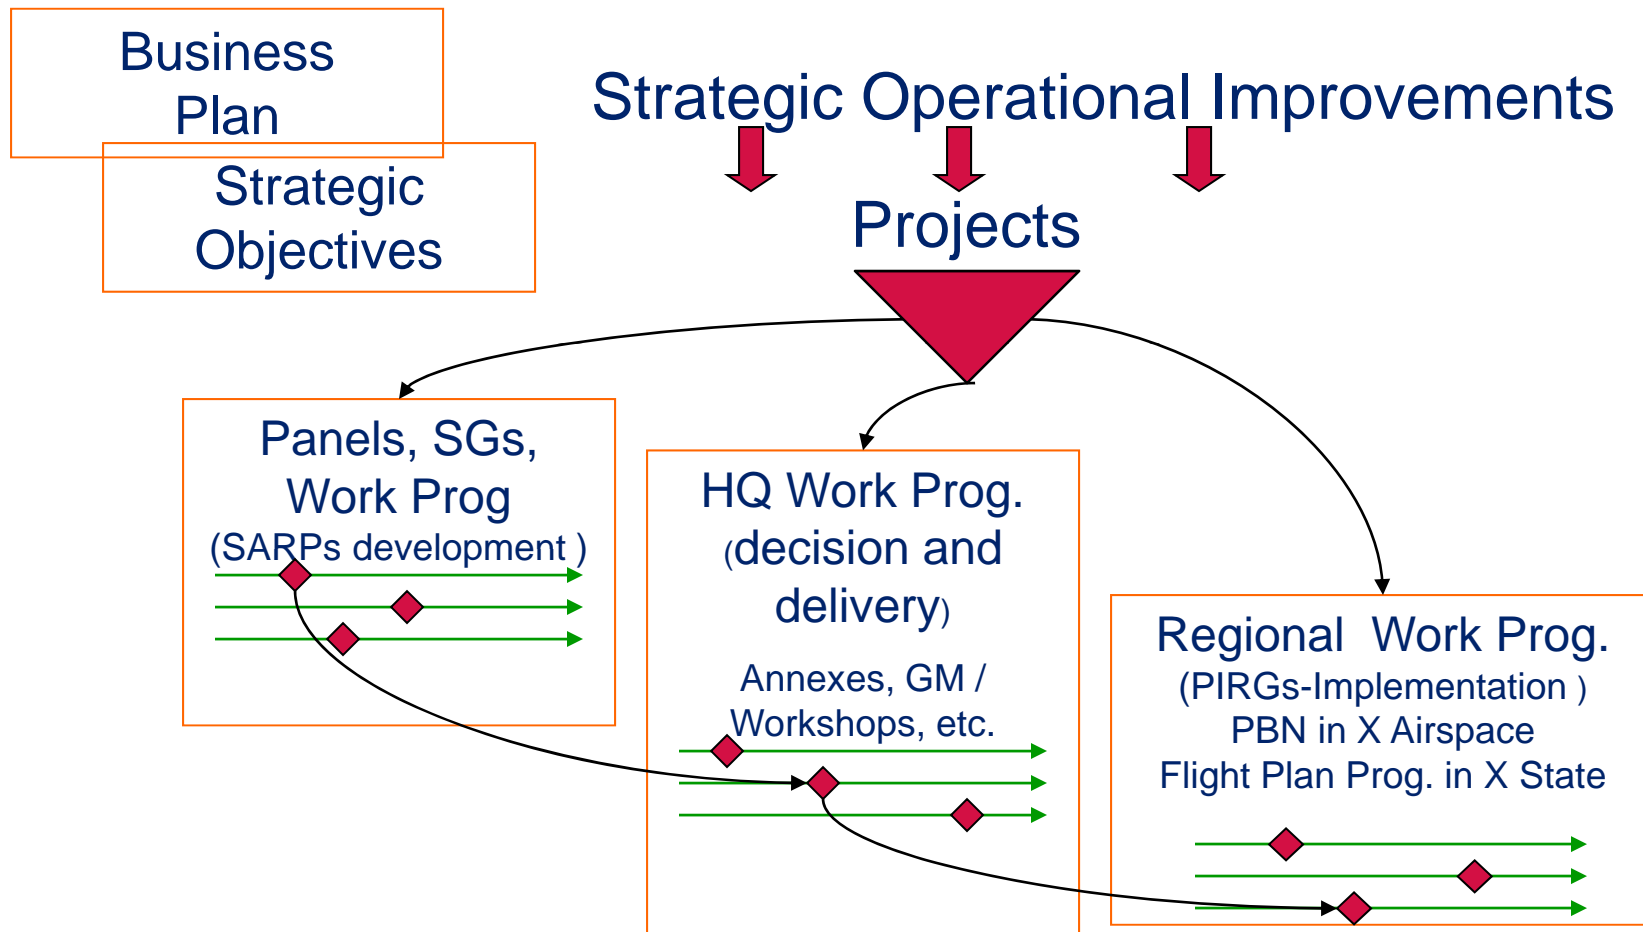 Business
Plan
Strategic
Objectives
Strategic Operational Improvements
Projects
Panels, SGs,
Work Prog
(SARPs development )
HQ Work Prog.
(decision and
delivery)
Annexes, GM /
Workshops, etc.
Regional  Work Prog.
(PIRGs-Implementation )
PBN in X Airspace
Flight Plan Prog. in X State